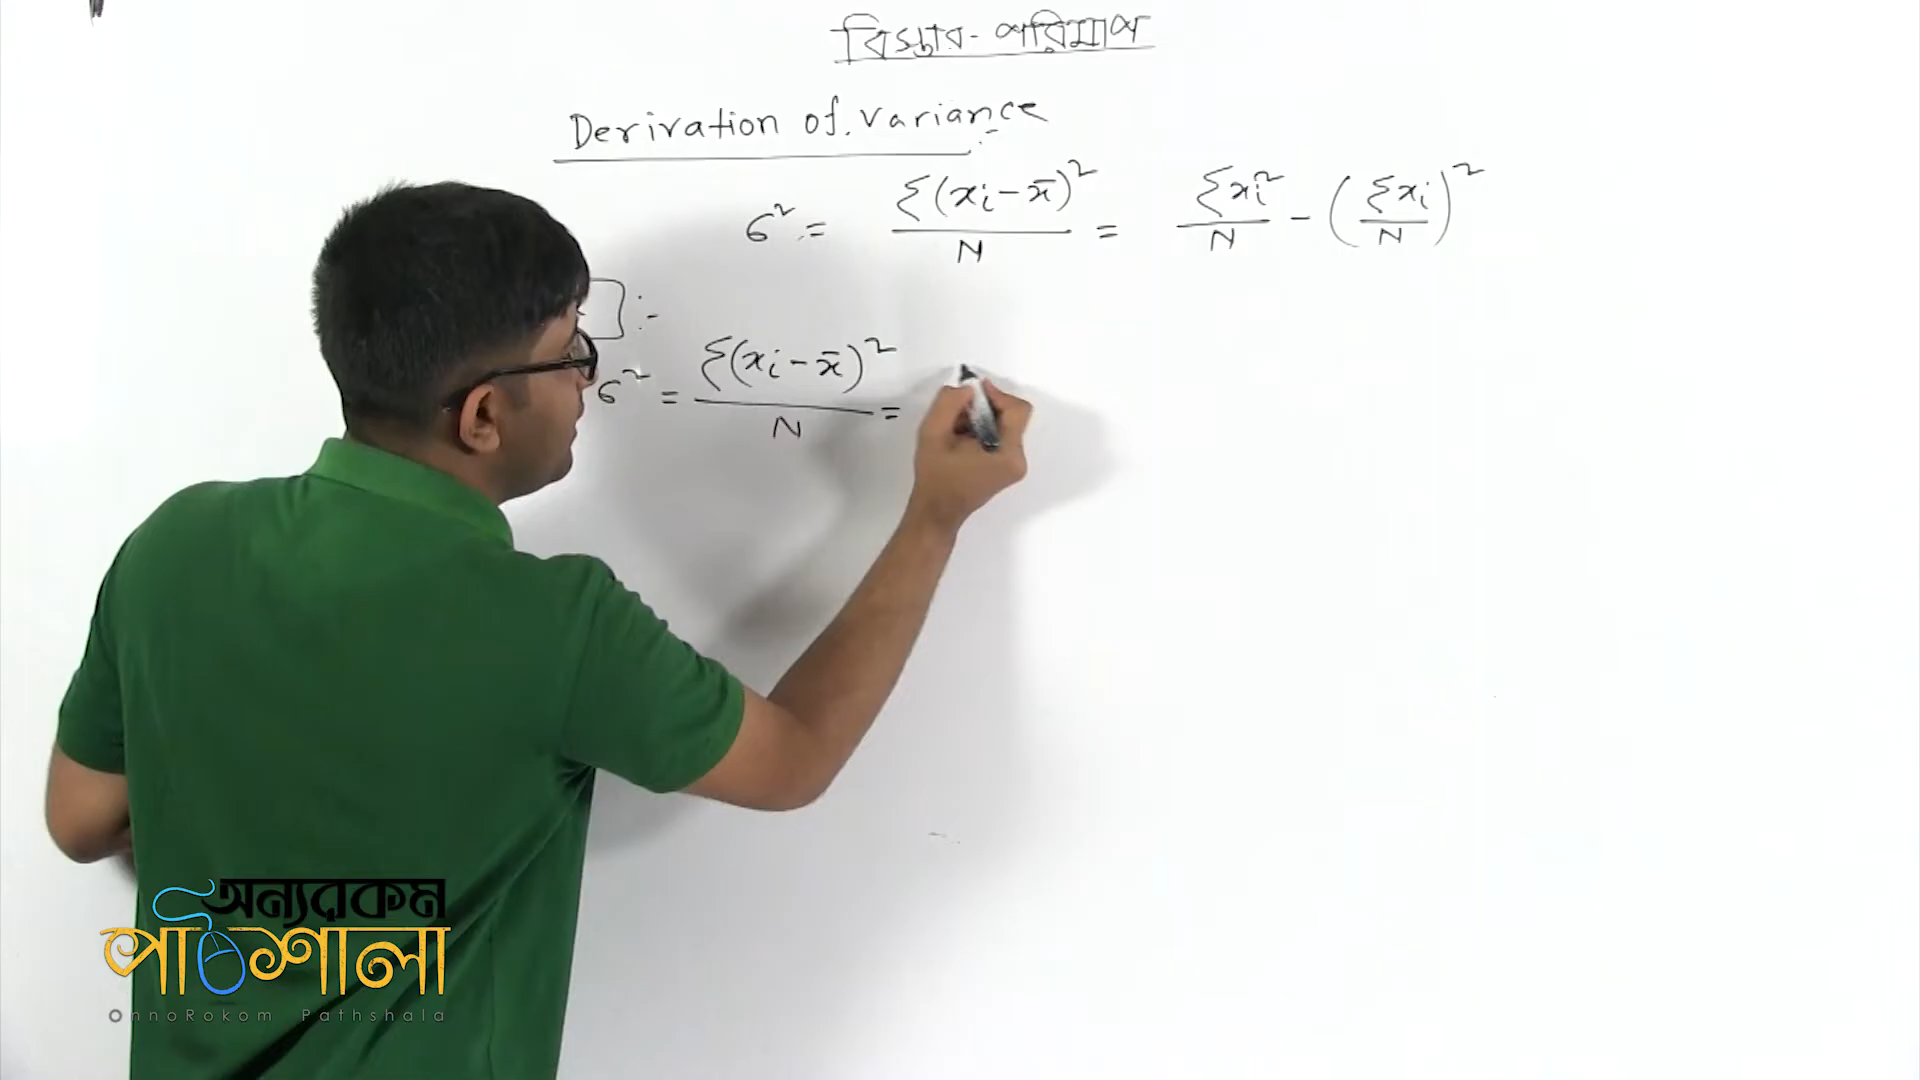 বিস্তার-পরিমাপ
Derivation of variance :-
σ² = Σ(xᵢ-x̄)²/N = Σxᵢ²/N - (Σxᵢ/N)²
:-
σ² = Σ(xᵢ-x̄)²/N =
অন্যরকম
পাঠশালা
OnnoRokom Pathshala